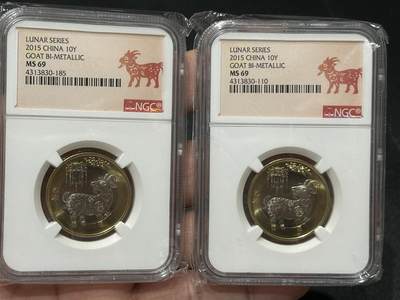 LUNAR SERIES
2015 CHINA 10Y
GOAT BI-METALLIC
MS 69
4313830-185
NGC
LUNAR SERIES
2015 CHINA 10Y
GOAT BI-METALLIC
MS 69
4313830-110
NGC